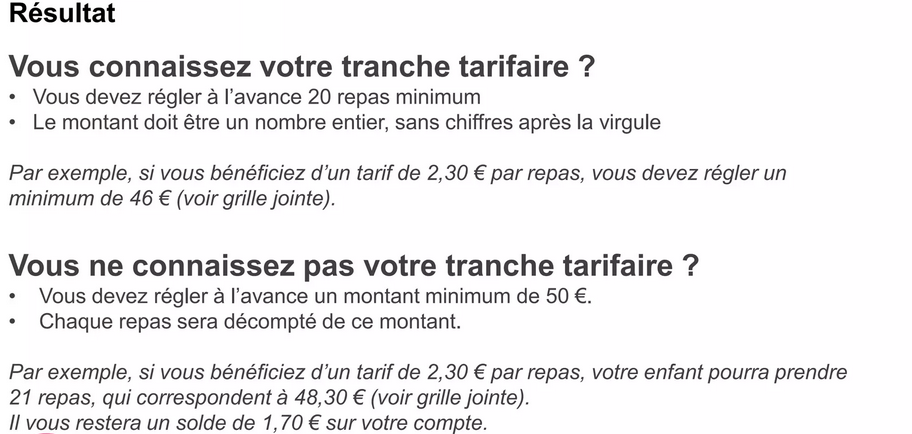 Résultat
Vous connaissez votre tranche tarifaire ?
• Vous devez régler à l’avance 20 repas minimum
• Le montant doit être un nombre entier, sans chiffres après la virgule
Par exemple, si vous bénéficiez d’un tarif de 2,30 € par repas, vous devez régler un
minimum de 46 € (voir grille jointe).
Vous ne connaissez pas votre tranche tarifaire ?
• Vous devez régler à l’avance un montant minimum de 50 €.
• Chaque repas sera décompté de ce montant.
Par exemple, si vous bénéficiez d’un tarif de 2,30 € par repas, votre enfant pourra prendre
21 repas, qui correspondent à 48,30 € (voir grille jointe).
Il vous restera un solde de 1,70 € sur votre compte.